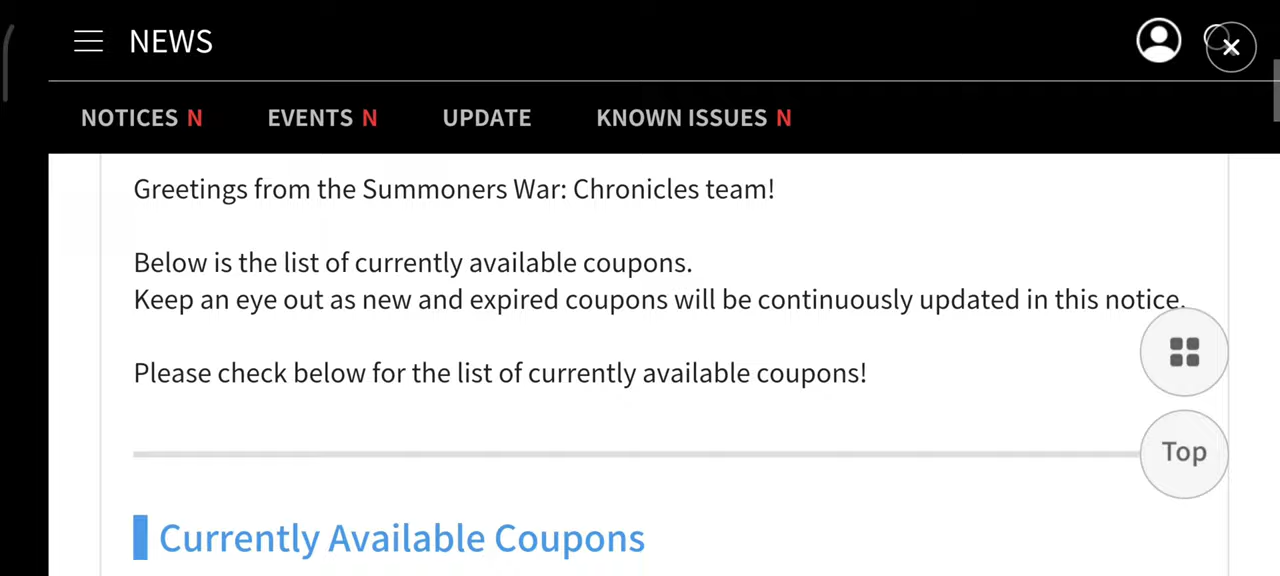 NEWS
NOTICES N EVENTS N UPDATE KNOWN ISSUES N
Greetings from the Summoners War: Chronicles team!
Below is the list of currently available coupons.
Keep an eye out as new and expired coupons will be continuously updated in this notice.
Please check below for the list of currently available coupons!
Top
Currently Available Coupons